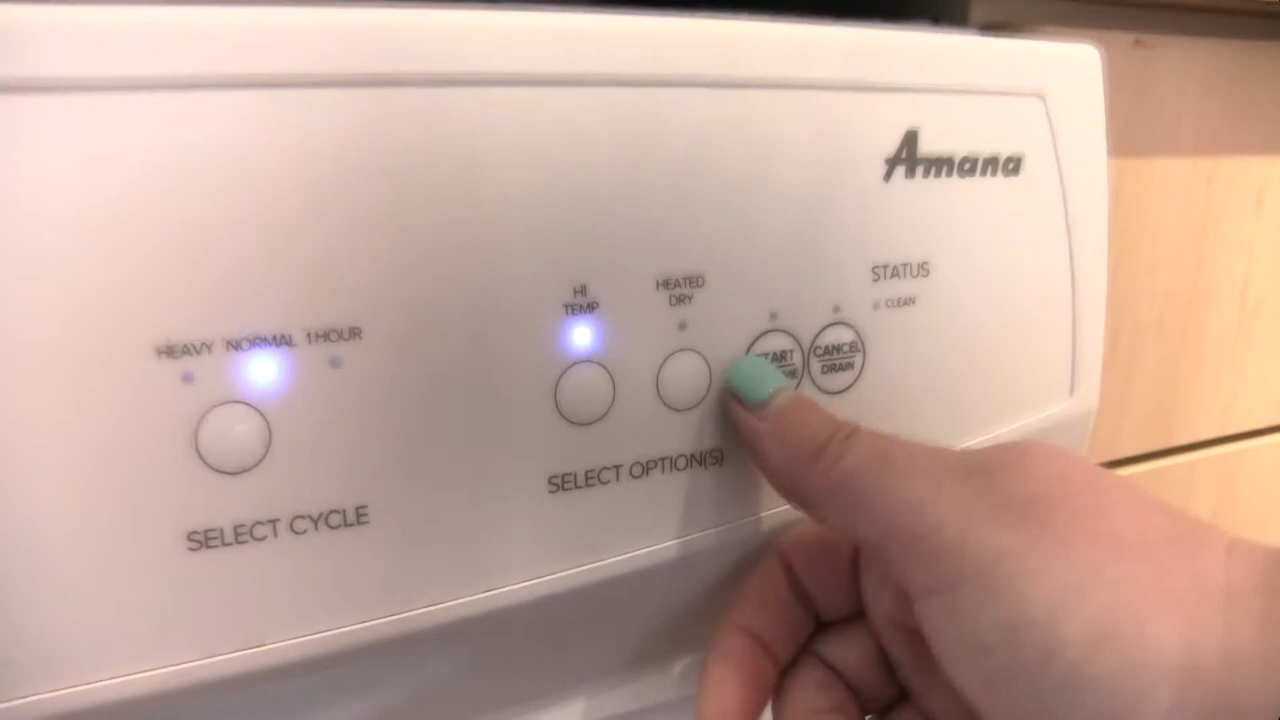 Amana
STATUS
CLEAN
HI
TEMP
HEATED
DRY
HEAVY NORMAL 1 HOUR
CANCEL
DRAIN
SELECT OPTION(S)
SELECT CYCLE